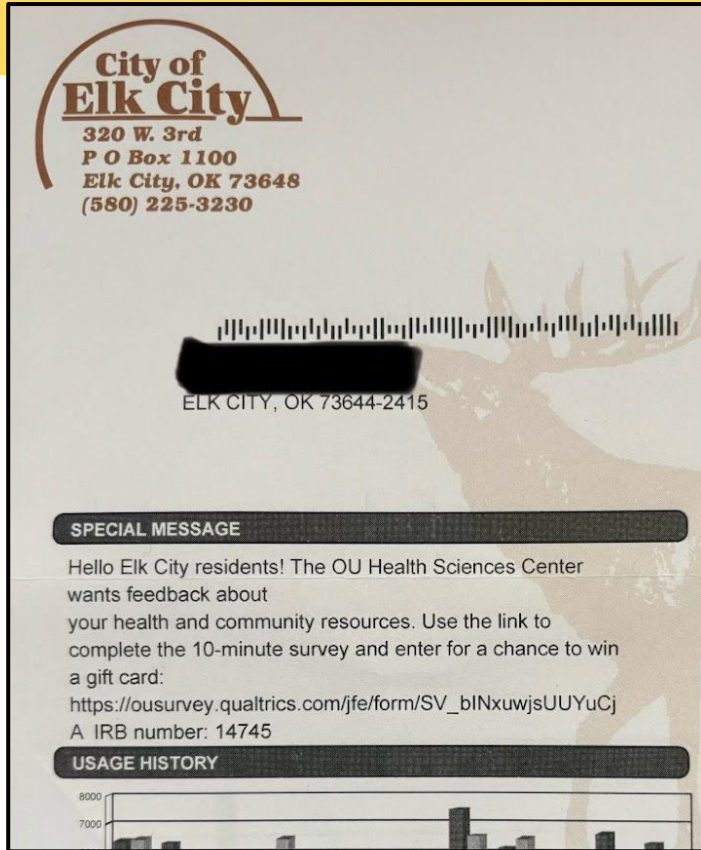 City of
Elk City
320 W. 3rd
P O Box 1100
Elk City, OK 73648
(580) 225-3230
ELK CITY, OK 73644-2415
SPECIAL MESSAGE
Hello Elk City residents! The OU Health Sciences Center
wants feedback about
your health and community resources. Use the link to
complete the 10-minute survey and enter for a chance to win
a gift card:
https://ousurvey.qualtrics.com/jfe/form/SV_bINxuwjsUUYuCj
A IRB number: 14745
USAGE HISTORY
8000
7000